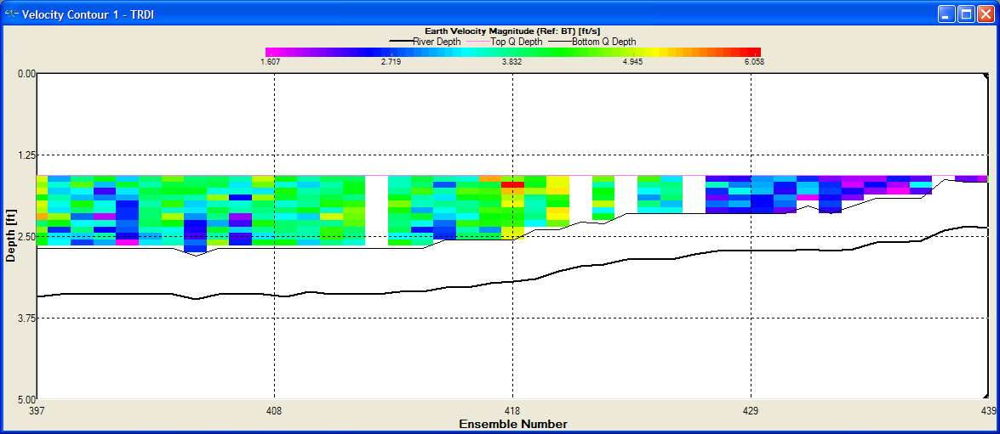 Velocity Contour 1 - TRDI
Earth Velocity Magnitude (Ref: BT) [ft/s]
River Depth Top Q Depth Bottom Q Depth
1.607 2.719 3.832 4.945 6.058
0.00
1.25
2.50
3.75
5.00
Depth [ft]
397 408 418 429 439
Ensemble Number